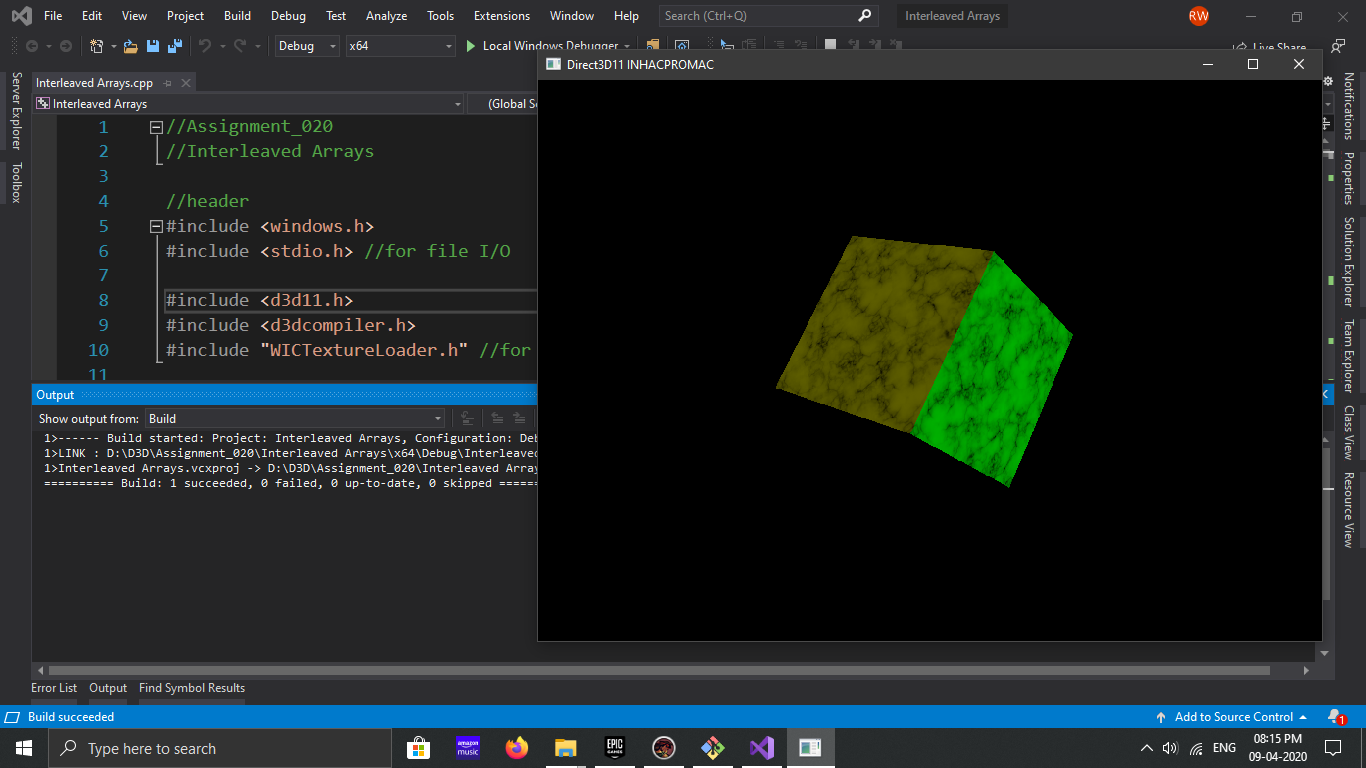 File Edit View Project Build Debug Test Analyze Tools Extensions Window Help Search (Ctrl+Q) Interleaved Arrays RW
Debug x64 Local Windows Debugger Live Share
Direct3D11 INHACPROMAC
Interleaved Arrays.cpp
Interleaved Arrays (Global
1 //Assignment_020
2 //Interleaved Arrays
3
4 //header
5 #include <windows.h>
6 #include <stdio.h> //for file I/O
7
8 #include <d3d11.h>
9 #include <d3dcompiler.h>
10 #include "WICTextureLoader.h" //for
11
Server Explorer
Toolbox
Notifications
Properties
Solution Explorer
Team Explorer
Class View
Resource View
Output
Show output from: Build
1>------ Build started: Project: Interleaved Arrays, Configuration: Deb
1>LINK : D:\D3D\Assignment_020\Interleaved Arrays\x64\Debug\Interleaved
1>Interleaved Arrays.vcxproj -> D:\D3D\Assignment_020\Interleaved Array
========== Build: 1 succeeded, 0 failed, 0 up-to-date, 0 skipped ======
Error List Output Find Symbol Results
Build succeeded Add to Source Control 1
Type here to search amazon music EPIC GAMES ENG 08:15 PM
09-04-2020